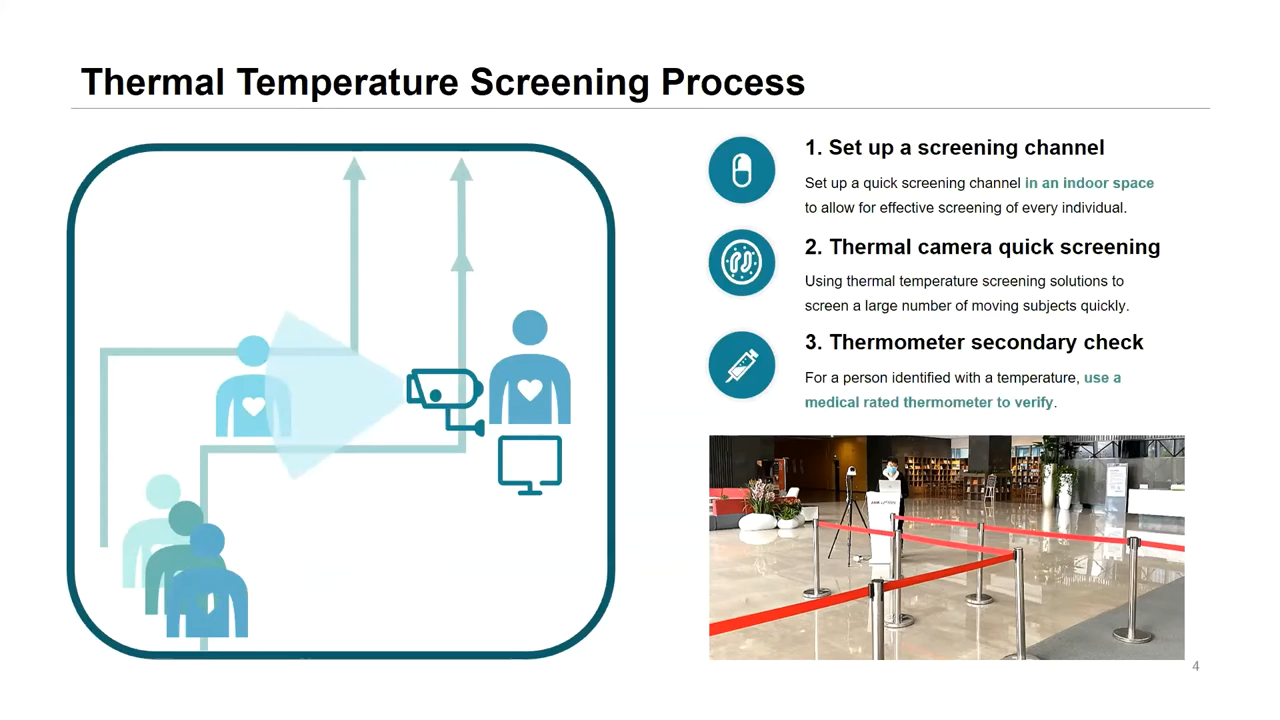 Thermal Temperature Screening Process
1. Set up a screening channel
Set up a quick screening channel in an indoor space
to allow for effective screening of every individual.
2. Thermal camera quick screening
Using thermal temperature screening solutions to
screen a large number of moving subjects quickly.
3. Thermometer secondary check
For a person identified with a temperature, use a
medical rated thermometer to verify.
4